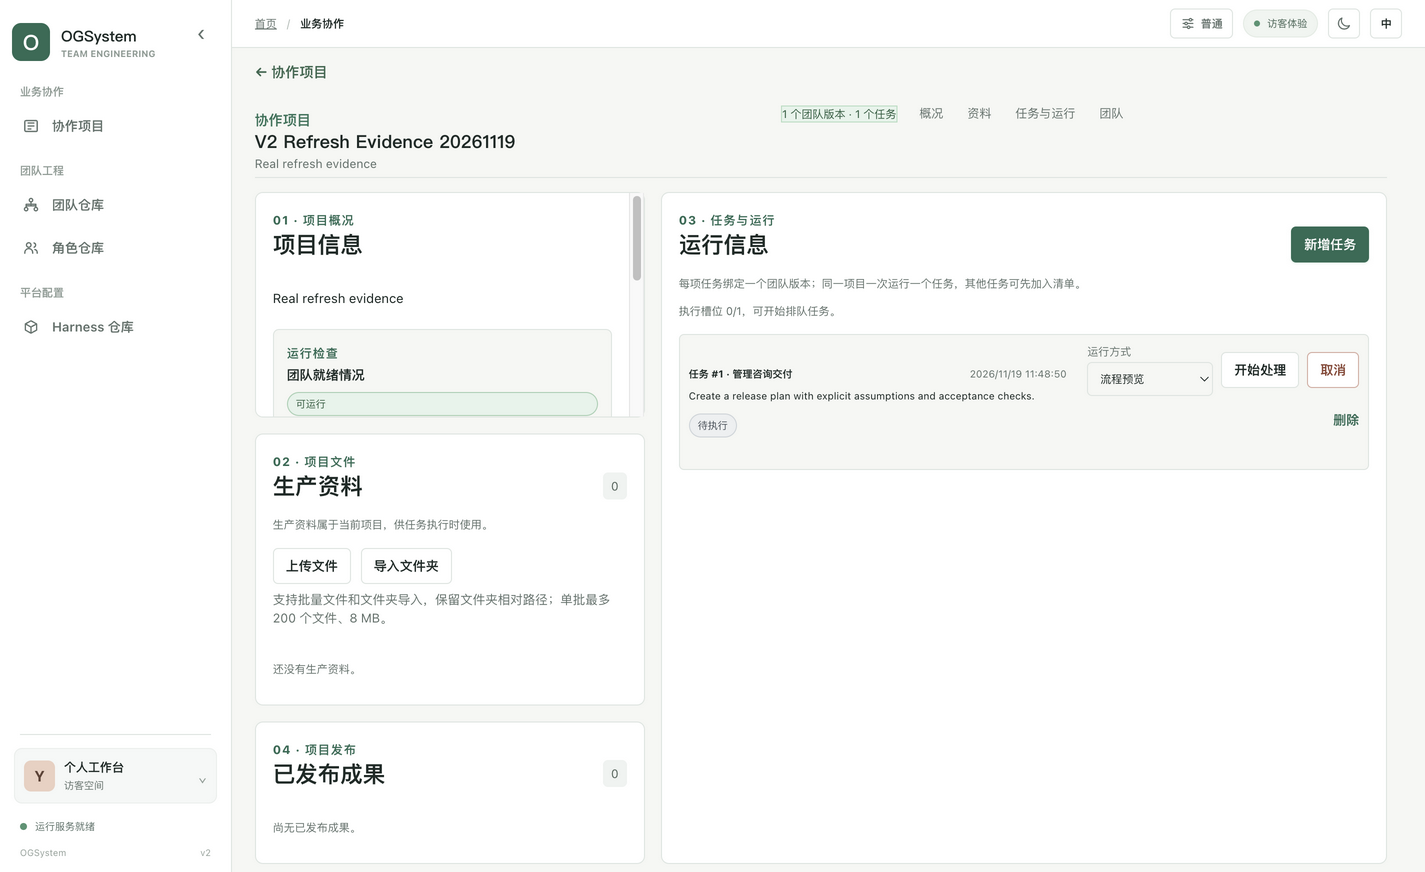 O
OGSystem
TEAM ENGINEERING
业务协作
协作项目
团队工程
团队仓库
角色仓库
平台配置
Harness 仓库
Y
个人工作台
访客空间
运行服务就绪
OGSystem
v2
首页 / 业务协作
普通
访客体验
中
← 协作项目
协作项目
V2 Refresh Evidence 20261119
Real refresh evidence
1 个团队版本 · 1 个任务
概况
资料
任务与运行
团队
01 · 项目概况
项目信息
Real refresh evidence
运行检查
团队就绪情况
可运行
02 · 项目文件
生产资料
0
生产资料属于当前项目，供任务执行时使用。
上传文件
导入文件夹
支持批量文件和文件夹导入，保留文件夹相对路径；单批最多
200 个文件、8 MB。
还没有生产资料。
04 · 项目发布
已发布成果
0
尚无已发布成果。
03 · 任务与运行
运行信息
新增任务
每项任务绑定一个团队版本；同一项目一次运行一个任务，其他任务可先加入清单。
执行槽位 0/1，可开始排队任务。
任务 #1 · 管理咨询交付
2026/11/19 11:48:50
Create a release plan with explicit assumptions and acceptance checks.
待执行
运行方式
流程预览
开始处理
取消
删除